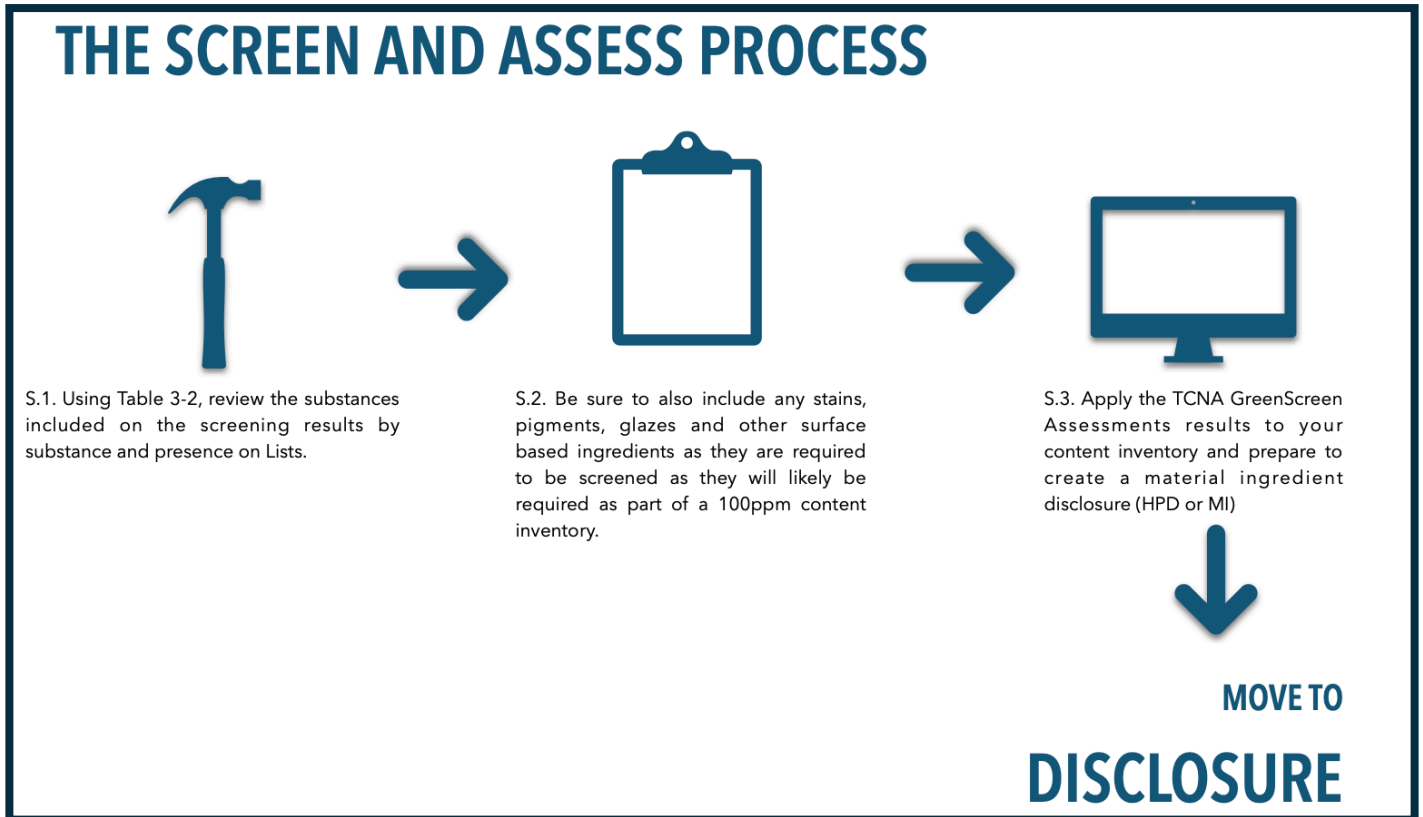 THE SCREEN AND ASSESS PROCESS
S.1. Using Table 3-2, review the substances
included on the screening results by
substance and presence on Lists.
S.2. Be sure to also include any stains,
pigments, glazes and other surface
based ingredients as they are required
to be screened as they will likely be
required as part of a 100ppm content
inventory.
S.3. Apply the TCNA GreenScreen
Assessments results to your
content inventory and prepare to
create a material ingredient
disclosure (HPD or MI)
MOVE TO
DISCLOSURE